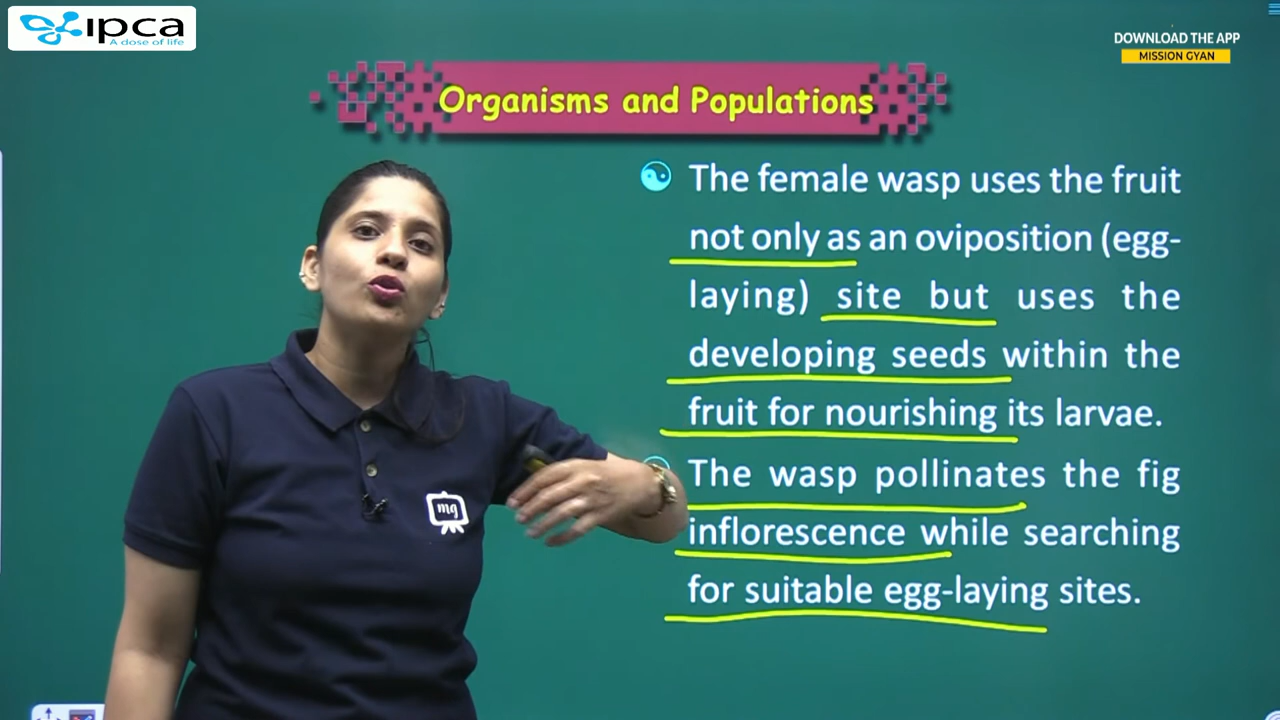 ipca
A dose of life
DOWNLOAD THE APP
MISSION GYAN
Organisms and Populations
The female wasp uses the fruit
not only as an oviposition (egg-
laying) site but uses the
developing seeds within the
fruit for nourishing its larvae.
The wasp pollinates the fig
inflorescence while searching
for suitable egg-laying sites.
mg